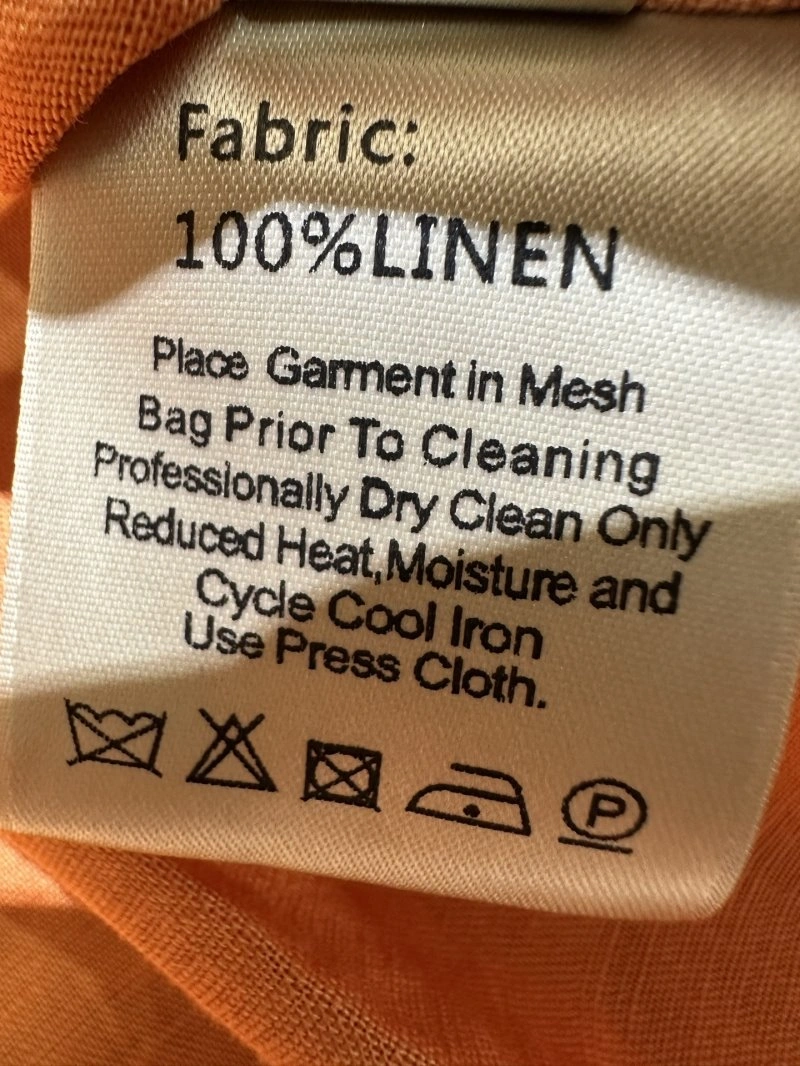 Fabric:
100%LINEN
Place Garment in Mesh
Bag Prior To Cleaning
Professionally Dry Clean Only
Reduced Heat,Moisture and
Cycle Cool Iron
Use Press Cloth.
P